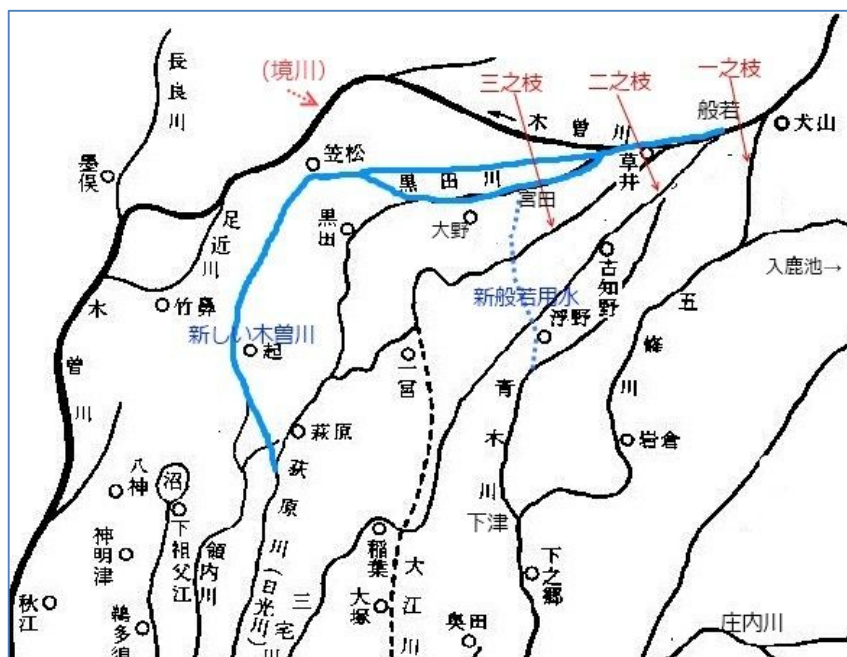 長良川
(境川)
三之枝
二之枝
一之枝
般若
犬山
木曽川
笠松
草井
墨俣
足近川
黒田川
宮田
黒田
大野
古知野
入鹿池→
竹鼻
新般若用水
新しい木曽川
起
浮野
五條川
木曽川
一宮
青木川
萩原
岩倉
八神
沼
荻原川(日光川)
下津
下祖父江
領内川
神明津
稲葉
大江川
下之郷
三宅川
大塚
秋江
奥田
庄内川